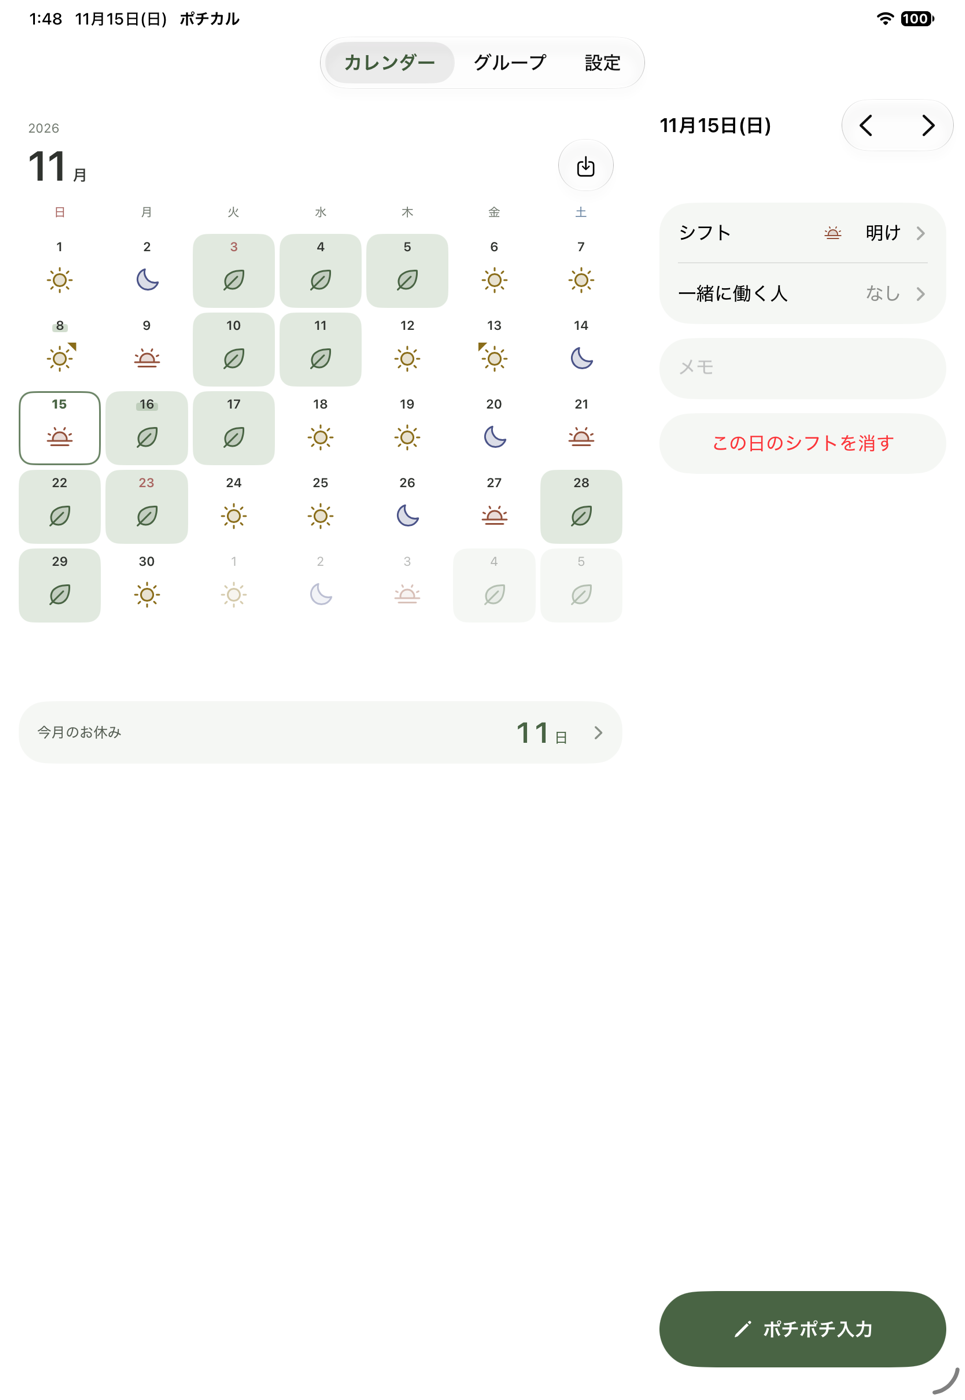 1:48 11月15日(日) ポチカル
100
カレンダー グループ 設定
2026
11月
日 月 火 水 木 金 土
1 2 3 4 5 6 7
8 9 10 11 12 13 14
15 16 17 18 19 20 21
22 23 24 25 26 27 28
29 30 1 2 3 4 5
今月のお休み 11日
11月15日(日)
シフト 明け
一緒に働く人 なし
メモ
この日のシフトを消す
ポチポチ入力